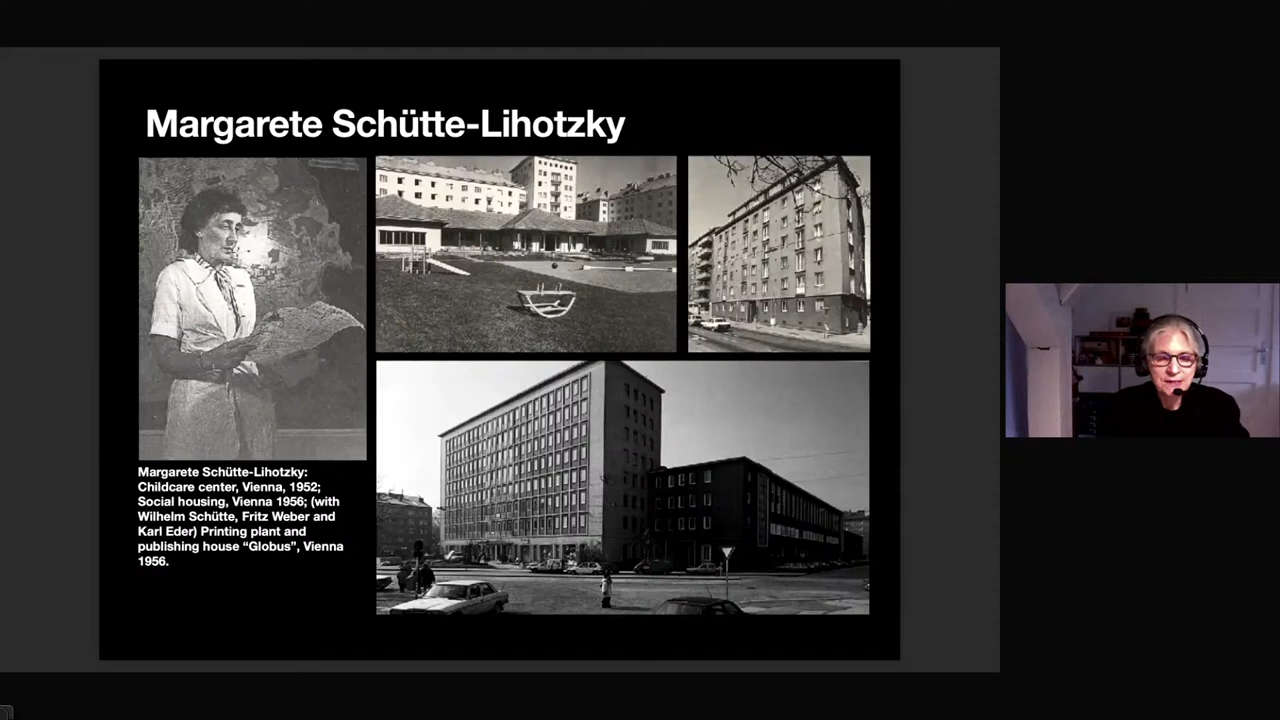 Margarete Schütte-Lihotzky
Margarete Schütte-Lihotzky:
Childcare center, Vienna, 1952;
Social housing, Vienna 1956; (with
Wilhelm Schütte, Fritz Weber and
Karl Eder) Printing plant and
publishing house “Globus”, Vienna
1956.